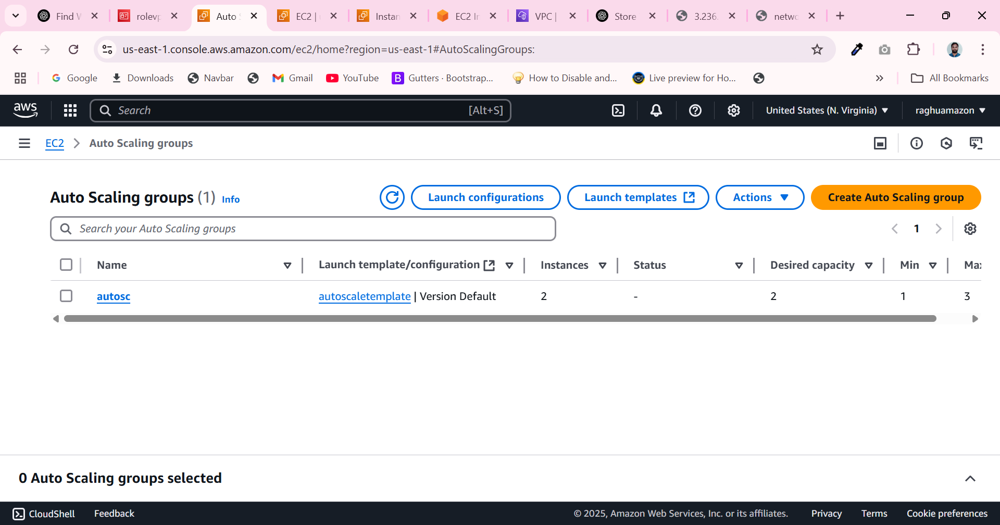 Find W
rolevp
Auto S
EC2 |
Instan
EC2 In
VPC |
Store
3.236.
netwo
us-east-1.console.aws.amazon.com/ec2/home?region=us-east-1#AutoScalingGroups:
Google
Downloads
Navbar
Gmail
YouTube
B Gutters · Bootstrap...
How to Disable and...
Live preview for Ho...
All Bookmarks
aws
Search
[Alt+S]
United States (N. Virginia)
raghuamazon
EC2
Auto Scaling groups
Auto Scaling groups (1) Info
Launch configurations
Launch templates
Actions
Create Auto Scaling group
Search your Auto Scaling groups
1
Name
Launch template/configuration
Instances
Status
Desired capacity
Min
Max
autosc
autoscaletemplate | Version Default
2
-
2
1
3
0 Auto Scaling groups selected
CloudShell
Feedback
© 2025, Amazon Web Services, Inc. or its affiliates.
Privacy
Terms
Cookie preferences